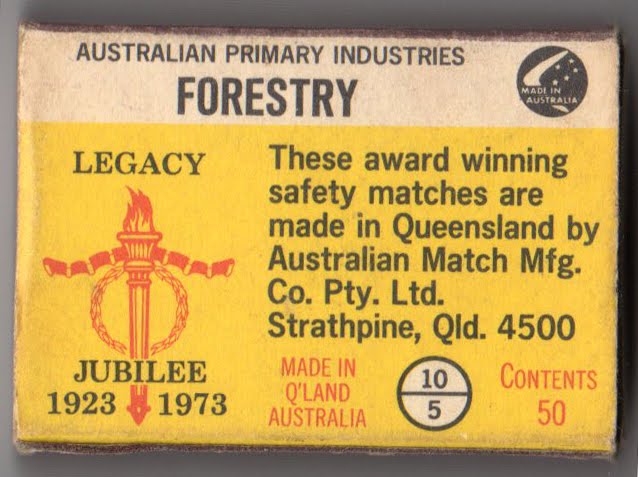 AUSTRALIAN PRIMARY INDUSTRIES
FORESTRY
MADE IN
AUSTRALIA
LEGACY
JUBILEE
1923 1973
These award winning
safety matches are
made in Queensland by
Australian Match Mfg.
Co. Pty. Ltd.
Strathpine, Qld. 4500
MADE IN
Q'LAND
AUSTRALIA
10
5
CONTENTS
50